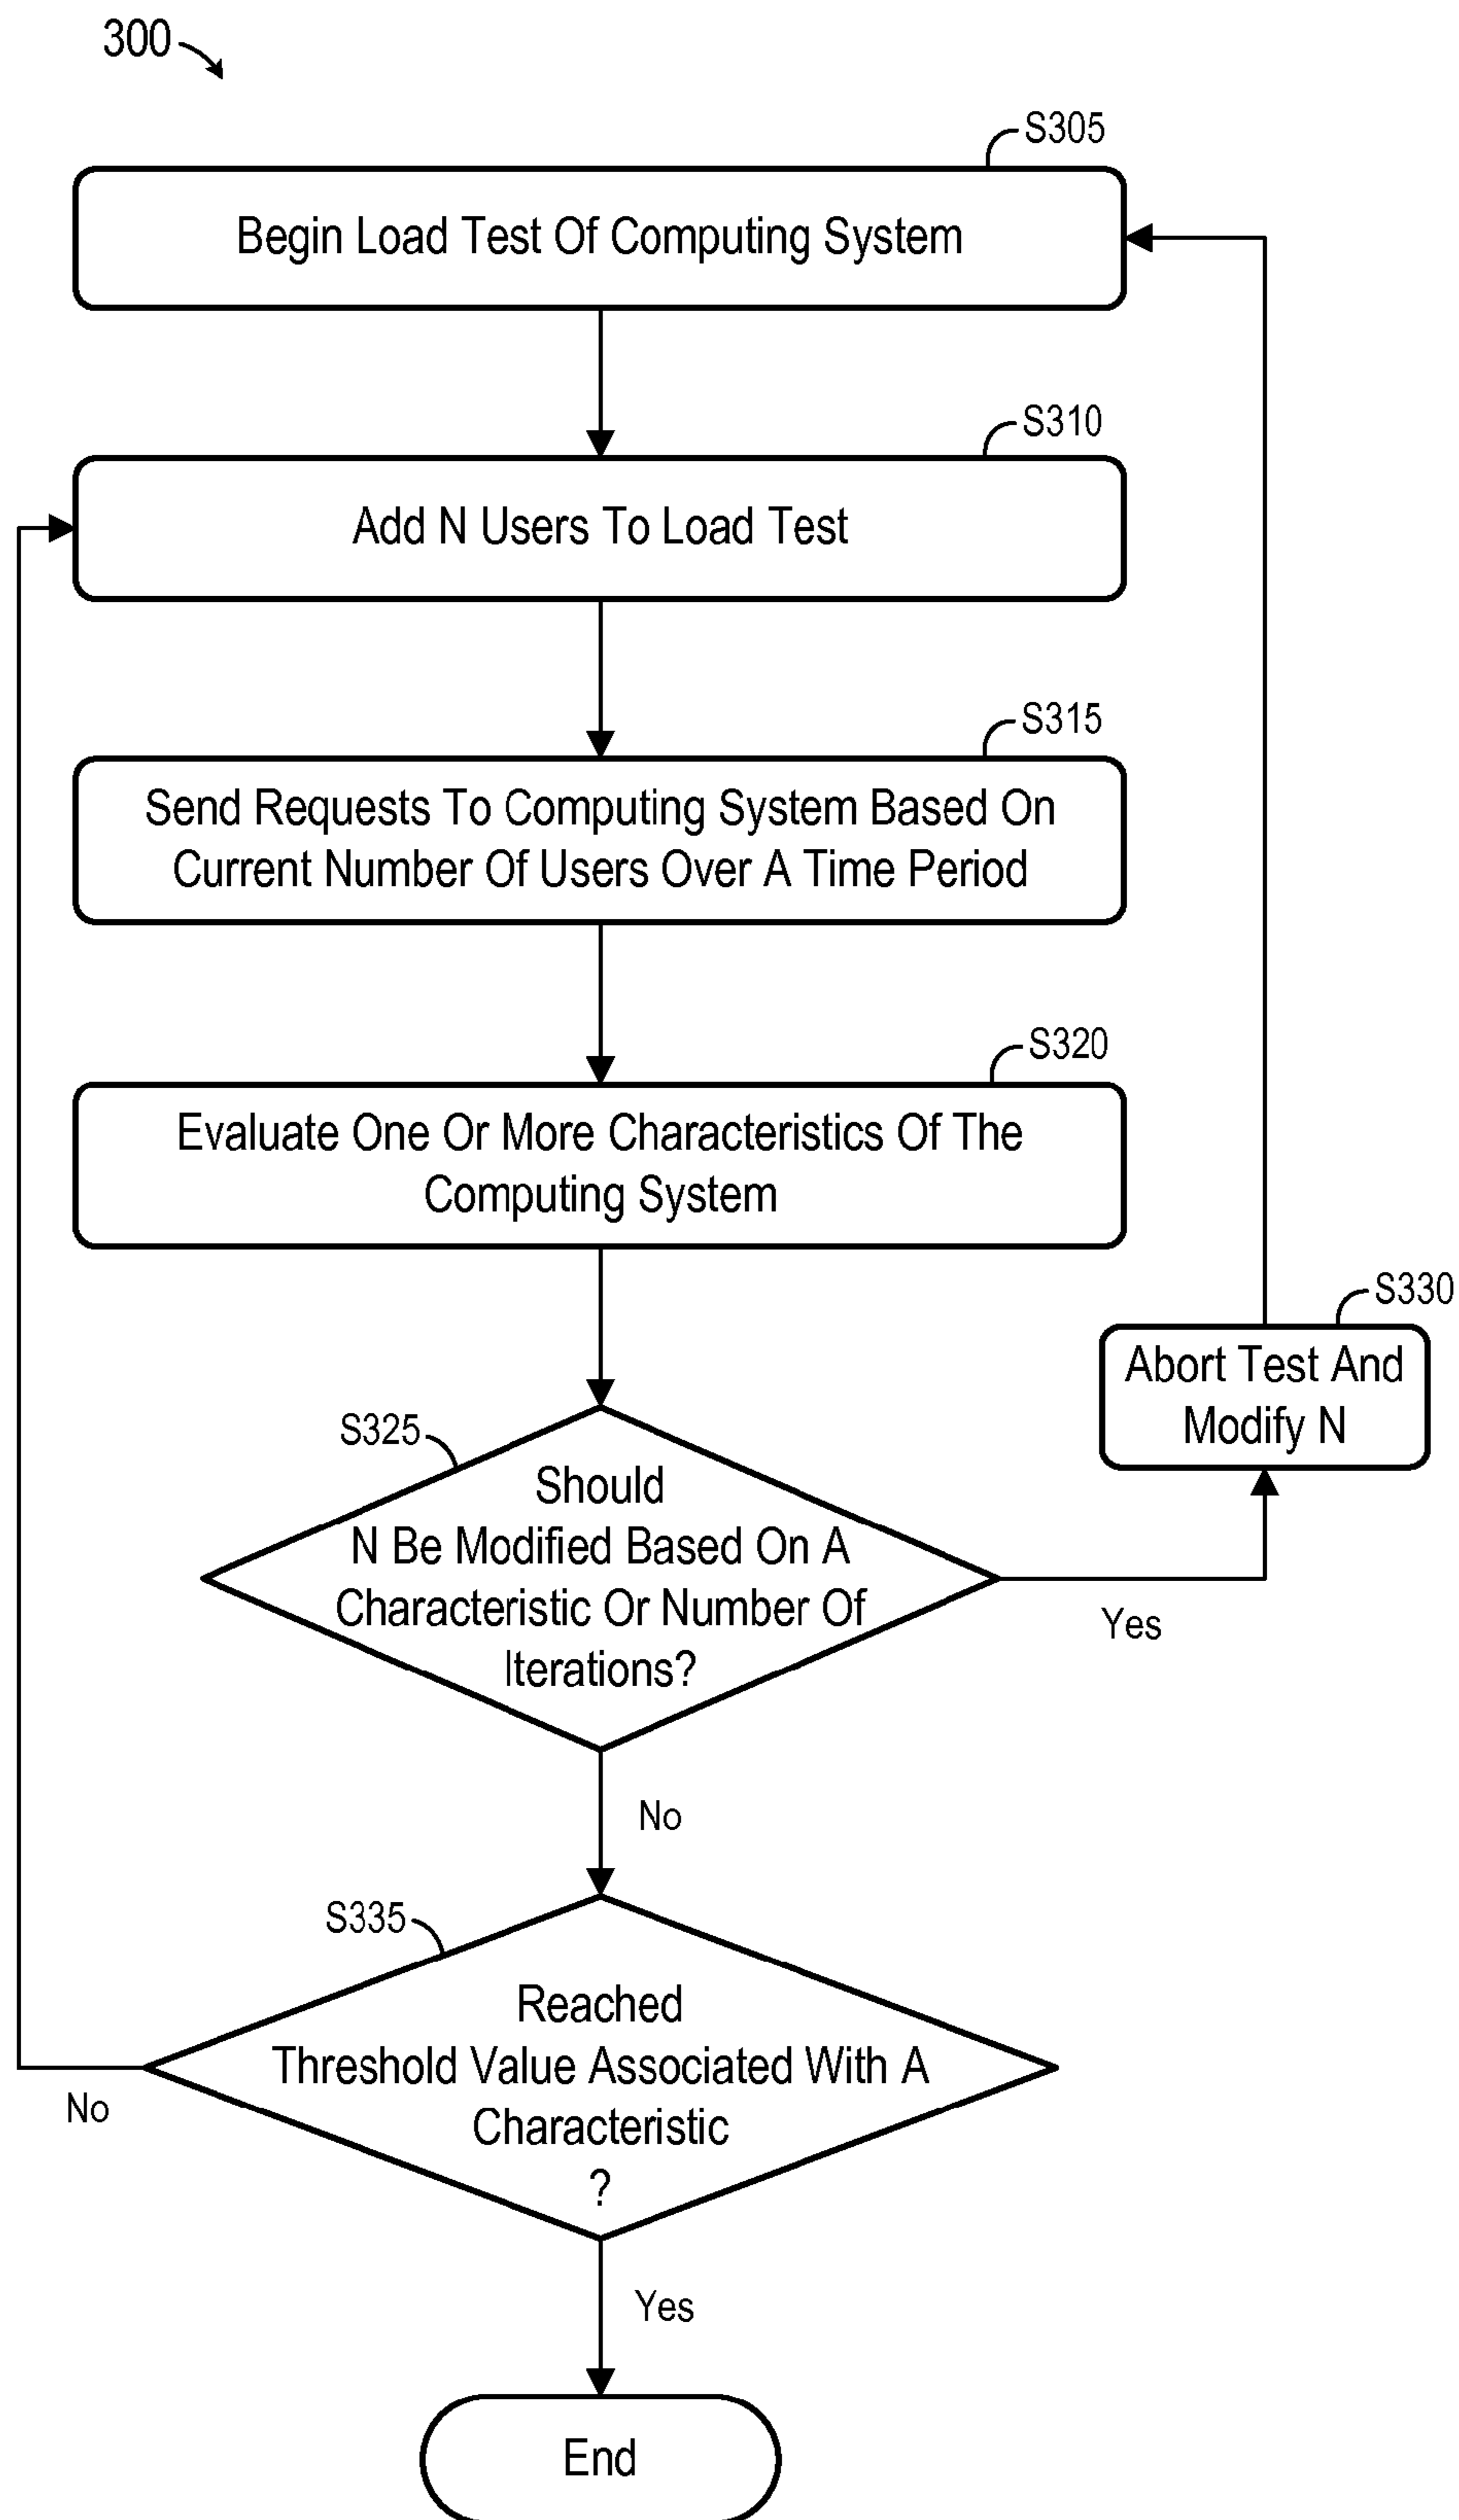 300
S305
Begin Load Test Of Computing System
S310
Add N Users To Load Test
S315
Send Requests To Computing System Based On
Current Number Of Users Over A Time Period
S320
Evaluate One Or More Characteristics Of The
Computing System
S330
Abort Test And
Modify N
S325
Should
N Be Modified Based On A
Characteristic Or Number Of
Iterations?
Yes
No
S335
Reached
Threshold Value Associated With A
Characteristic
?
No
Yes
End